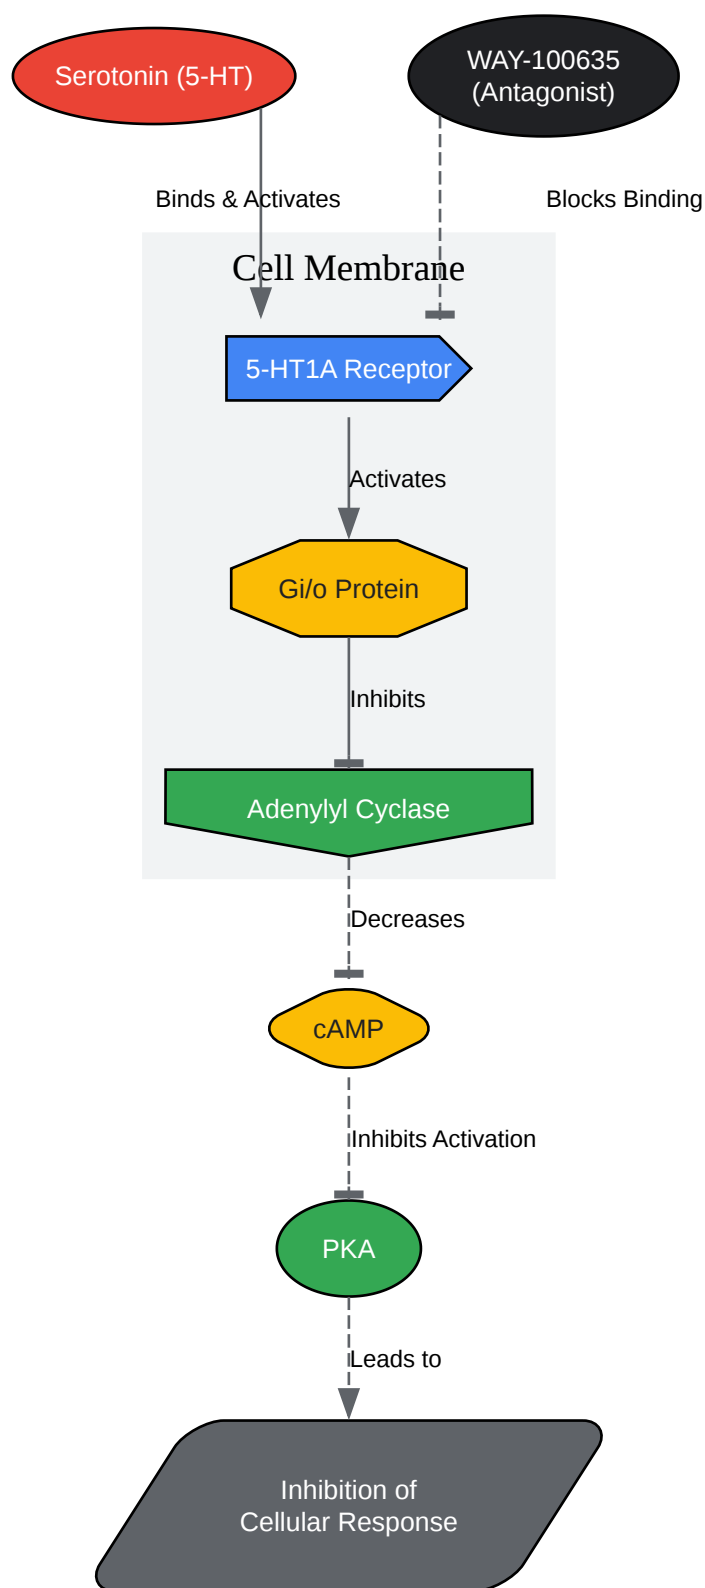 Serotonin (5-HT)
WAY-100635
(Antagonist)
Binds & Activates
Blocks Binding
Cell Membrane
5-HT1A Receptor
Activates
Gi/o Protein
Inhibits
Adenylyl Cyclase
Decreases
cAMP
Inhibits Activation
PKA
Leads to
Inhibition of
Cellular Response